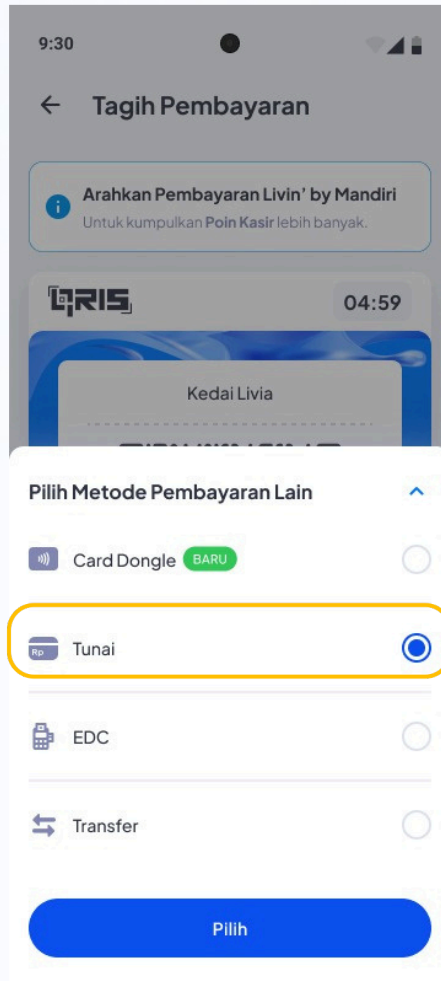 9:30
Tagih Pembayaran
Arahkan Pembayaran Livin' by Mandiri
Untuk kumpulkan Poin Kasir lebih banyak.
QRIS
04:59
Kedai Livia
Pilih Metode Pembayaran Lain
Card Dongle BARU
Rp Tunai
EDC
Transfer
Pilih